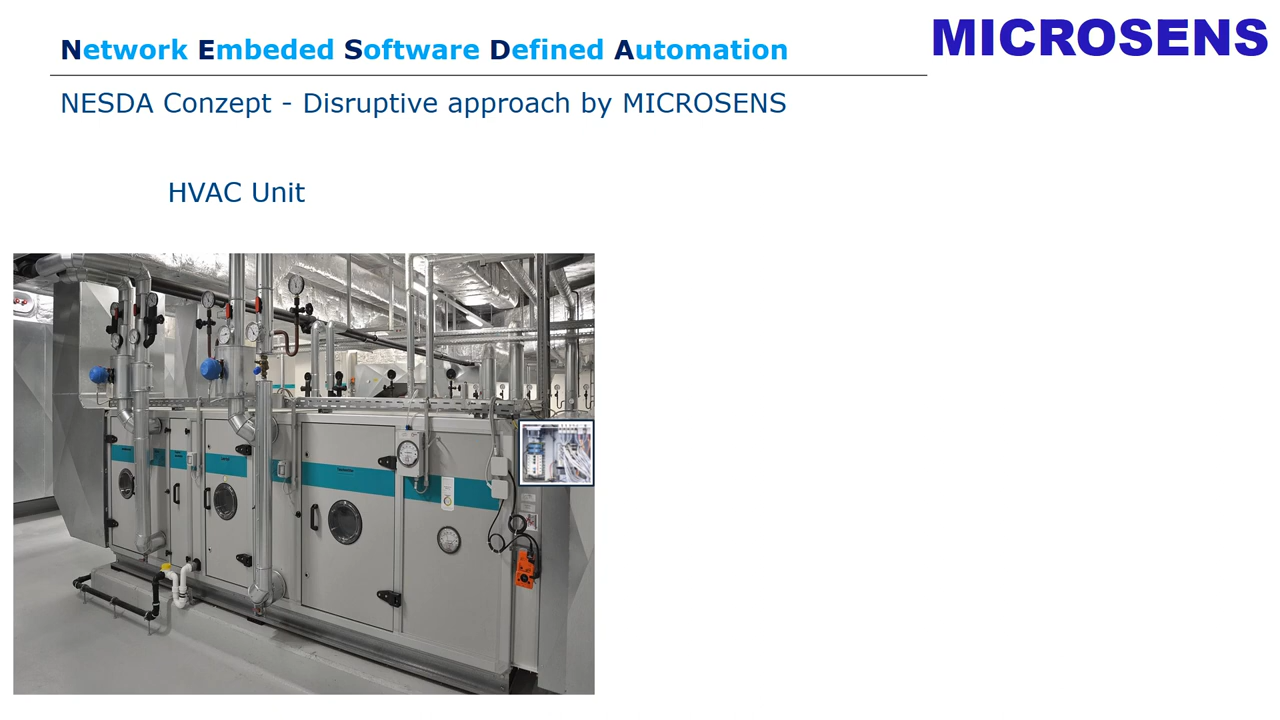 Network Embeded Software Defined Automation
MICROSENS
NESDA Conzept - Disruptive approach by MICROSENS
HVAC Unit